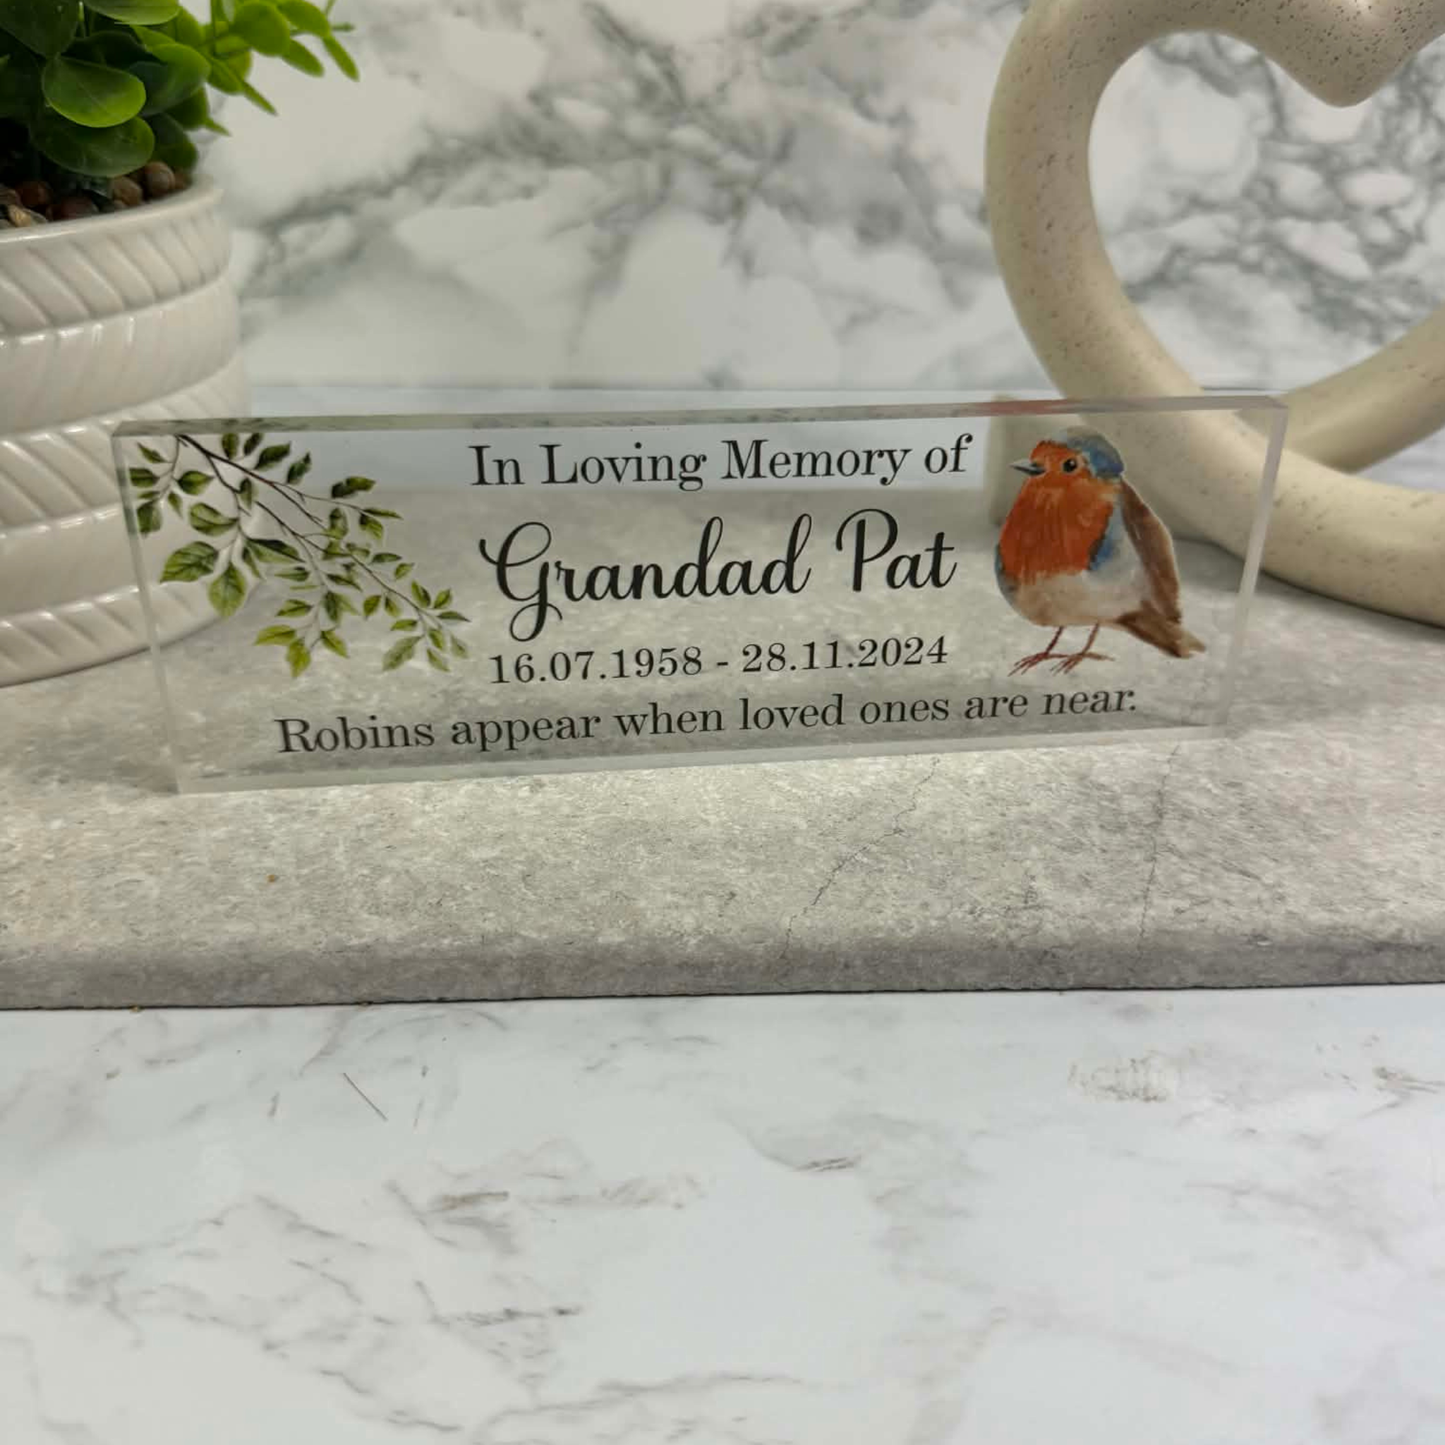 In Loving Memory of
Grandad Pat
16.07.1958 - 28.11.2024
Robins appear when loved ones are near.